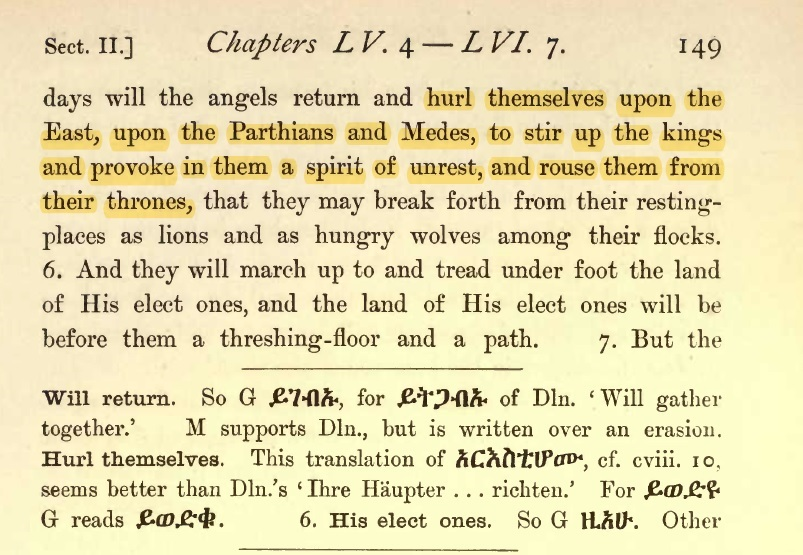 Sect. II.] Chapters LV. 4 — LVI. 7. 149
days will the angels return and hurl themselves upon the
East, upon the Parthians and Medes, to stir up the kings
and provoke in them a spirit of unrest, and rouse them from
their thrones, that they may break forth from their resting-
places as lions and as hungry wolves among their flocks.
6. And they will march up to and tread under foot the land
of His elect ones, and the land of His elect ones will be
before them a threshing-floor and a path. 7. But the
Will return. So G ይገብኡ, for ይትጋብኡ of Dln. ‘Will gather
together.’ M supports Dln., but is written over an erasion.
Hurl themselves. This translation of አርእስቲሆሙ, cf. cviii. 10,
seems better than Dln.'s ‘Ihre Häupter . . . richten.’ For ይወድዩ
G reads ይወድቁ. 6. His elect ones. So G ዚአሁ. Other